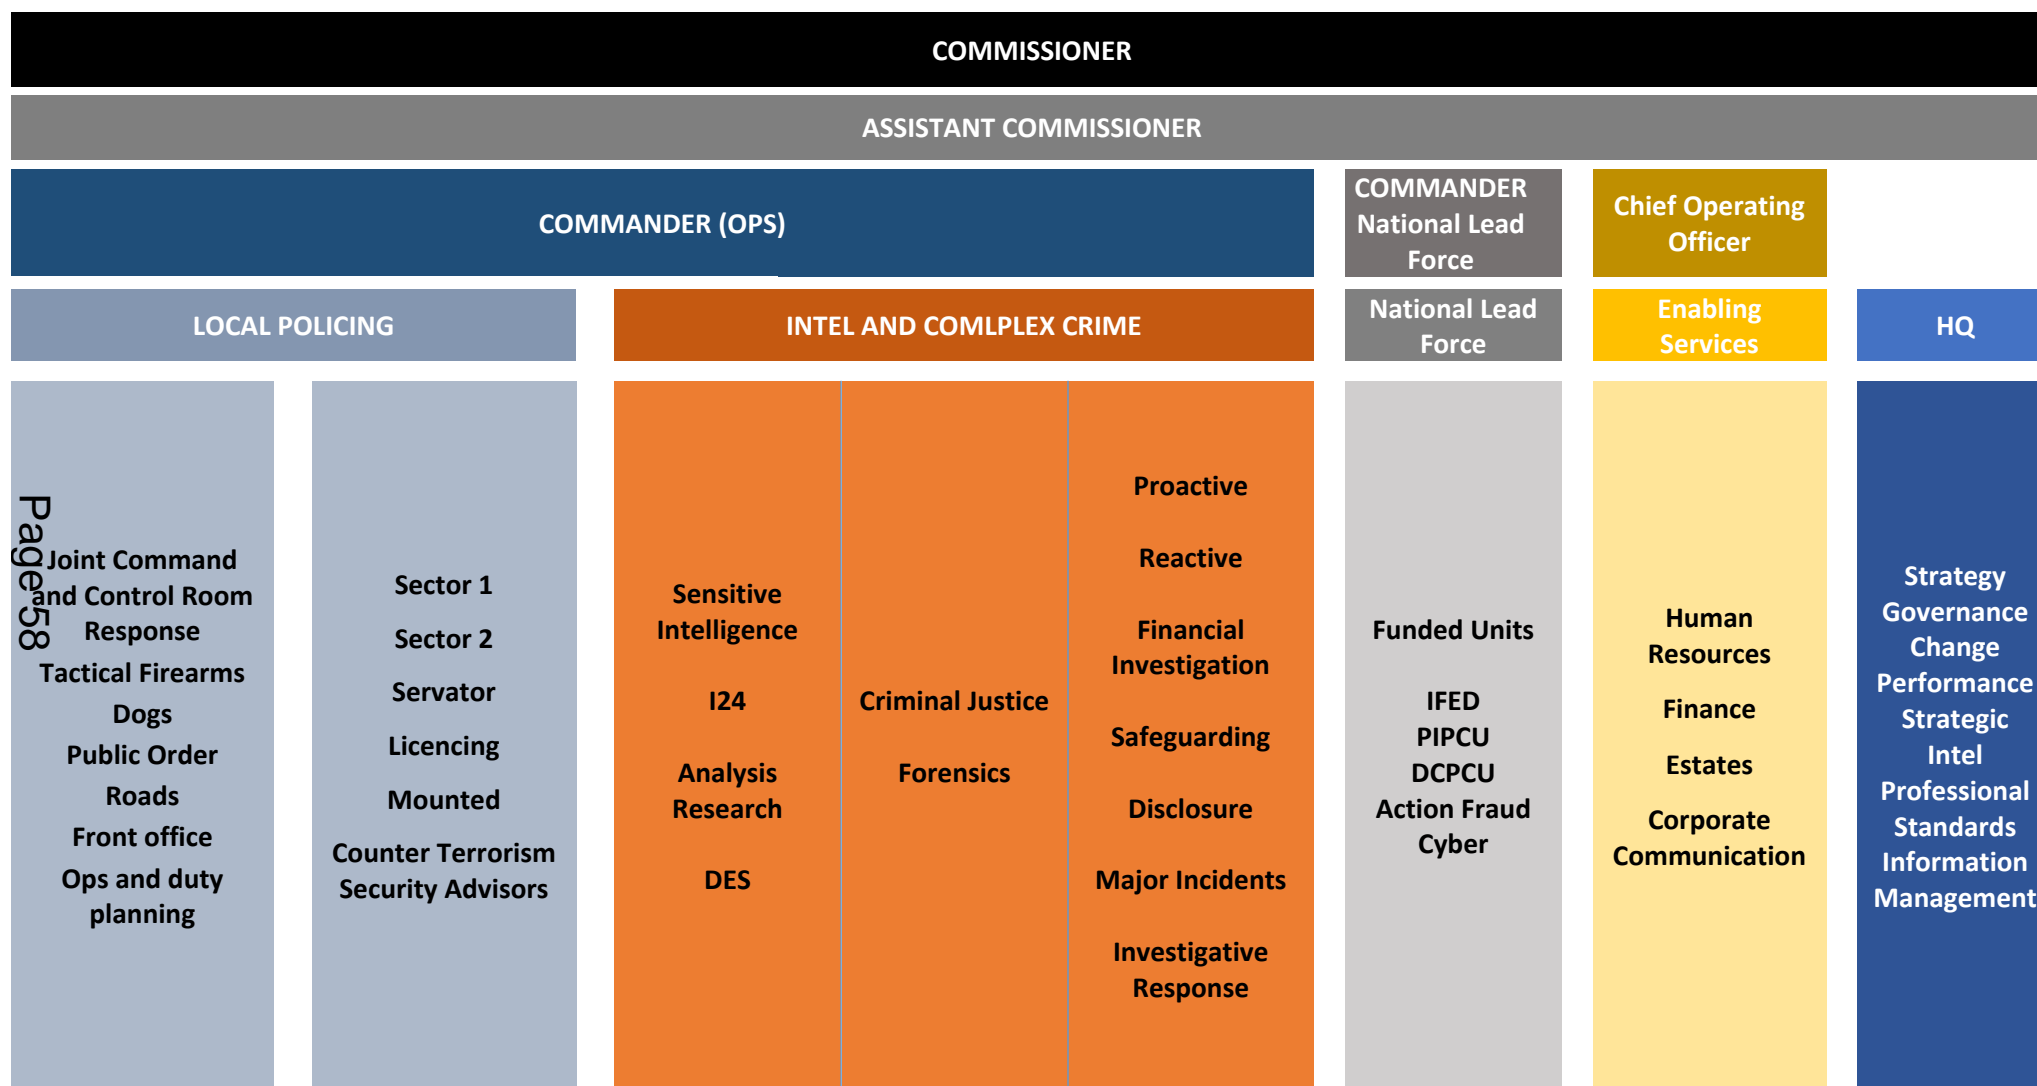 COMMISSIONER
ASSISTANT COMMISSIONER
COMMANDER (OPS)
COMMANDER
National Lead
Force
Chief Operating
Officer
LOCAL POLICING
INTEL AND COMLPLEX CRIME
National Lead
Force
Enabling
Services
HQ
Page 58
Joint Command
and Control Room
Response
Tactical Firearms
Dogs
Public Order
Roads
Front office
Ops and duty
planning
Sector 1
Sector 2
Servator
Licencing
Mounted
Counter Terrorism
Security Advisors
Sensitive
Intelligence
I24
Analysis
Research
DES
Criminal Justice
Forensics
Proactive
Reactive
Financial
Investigation
Safeguarding
Disclosure
Major Incidents
Investigative
Response
Funded Units
IFED
PIPCU
DCPCU
Action Fraud
Cyber
Human
Resources
Finance
Estates
Corporate
Communication
Strategy
Governance
Change
Performance
Strategic
Intel
Professional
Standards
Information
Management